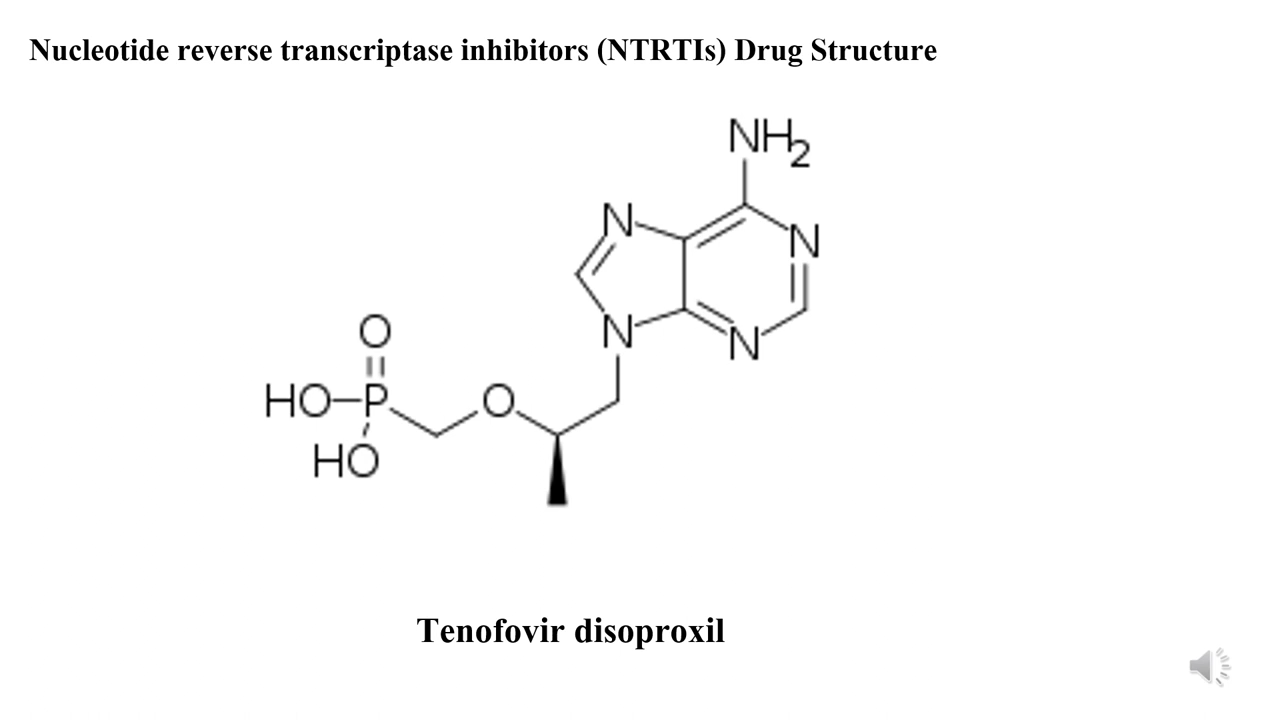 Nucleotide reverse transcriptase inhibitors (NTRTIs) Drug Structure
NH2
N
N
N
N
O
HO
P
O
HO
Tenofovir disoproxil